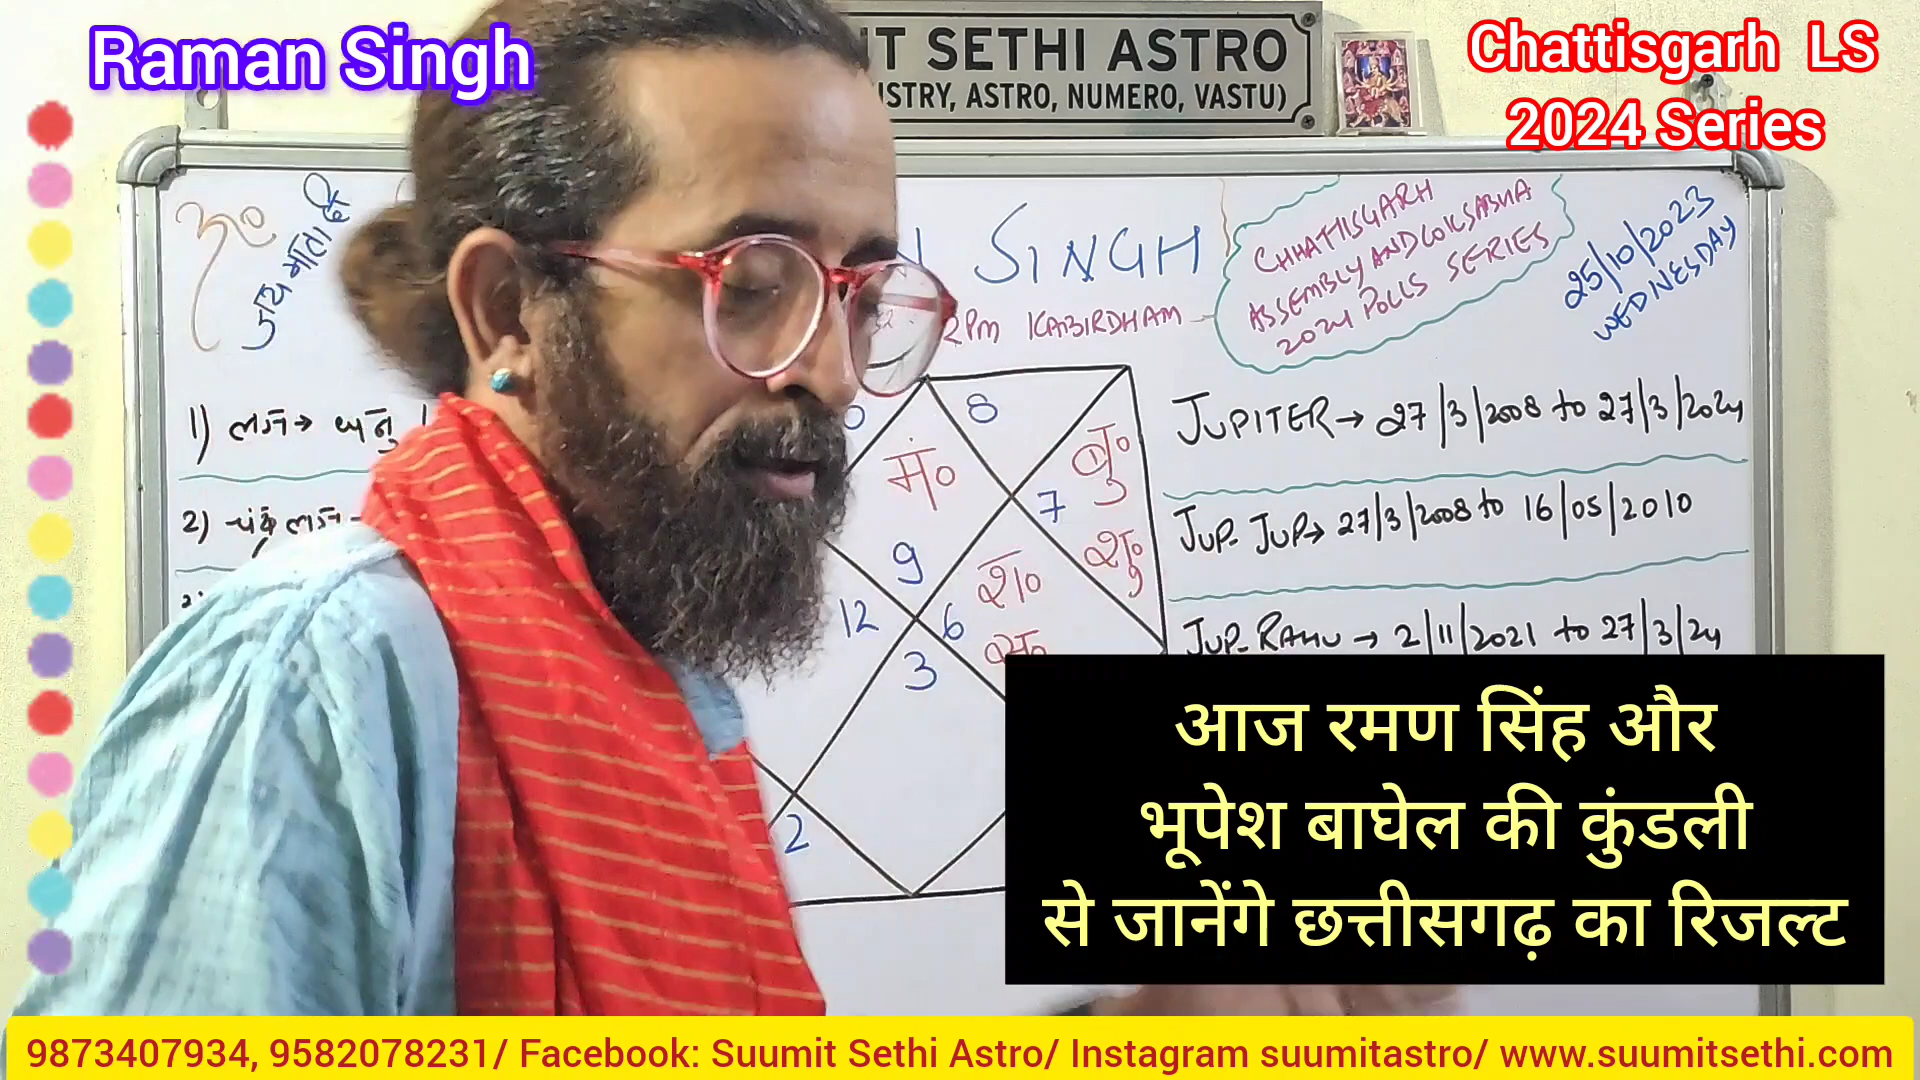 Raman Singh
IT SETHI ASTRO
ISTRY, ASTRO, NUMERO, VASTU)
Chattisgarh LS
2024 Series
जय माता दी
SINGH
2PM KABIRDHAM
CHHATTISGARH
ASSEMBLY AND LOKSABHA
2024 POLLS SERIES
25/10/2023
WEDNESDAY
1) लग्न → धनु
2) चंद्र लग्न -
8
मं०
बु०
7
शु०
9
श०
12
6
सू०
3
2
JUPITER → 27/3/2008 to 27/3/2024
JUP- JUP → 27/3/2008 to 16/05/2010
JUP- RAHU → 2/11/2021 to 27/3/24
आज रमण सिंह और
भूपेश बाघेल की कुंडली
से जानेंगे छत्तीसगढ़ का रिजल्ट
9873407934, 9582078231/ Facebook: Suumit Sethi Astro/ Instagram suumitastro/ www.suumitsethi.com